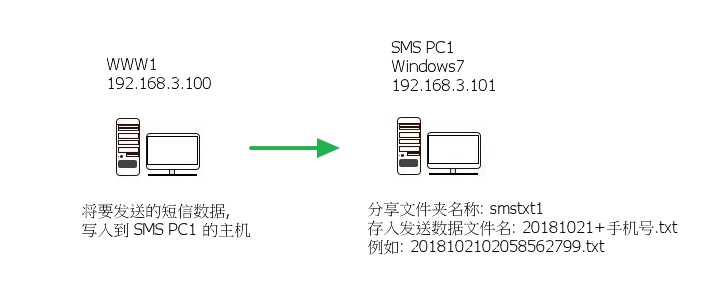 WWW1
192.168.3.100
将要发送的短信数据,
写入到 SMS PC1 的主机
SMS PC1
Windows7
192.168.3.101
分享文件夹名称: smstxt1
存入发送数据文件名: 20181021+手机号.txt
例如: 2018102102058562799.txt